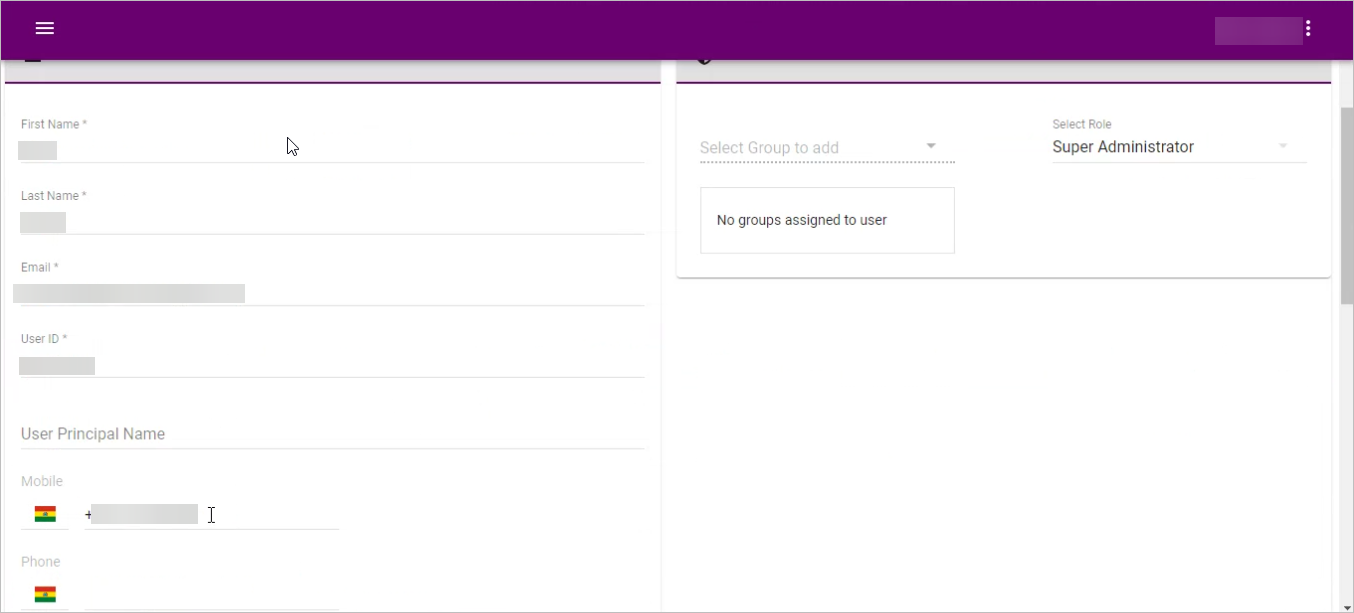 First Name *
Last Name *
Email *
User ID *
User Principal Name
Mobile
+
Phone
Select Group to add
Select Role
Super Administrator
No groups assigned to user